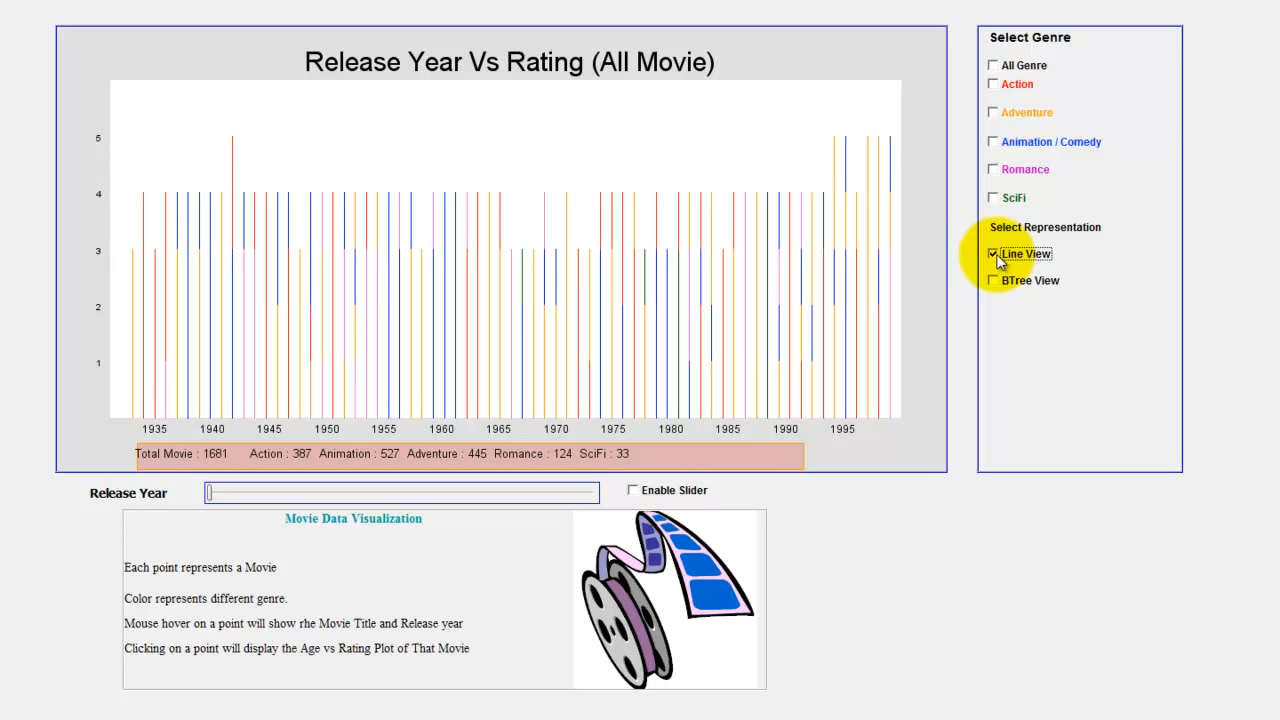 Release Year Vs Rating (All Movie)
5
4
3
2
1
1935 1940 1945 1950 1955 1960 1965 1970 1975 1980 1985 1990 1995
Total Movie : 1681 Action : 387 Animation : 527 Adventure : 445 Romance : 124 SciFi : 33
Select Genre
All Genre
Action
Adventure
Animation / Comedy
Romance
SciFi
Select Representation
Line View
BTree View
Release Year
Enable Slider
Movie Data Visualization
Each point represents a Movie
Color represents different genre.
Mouse hover on a point will show rhe Movie Title and Release year
Clicking on a point will display the Age vs Rating Plot of That Movie